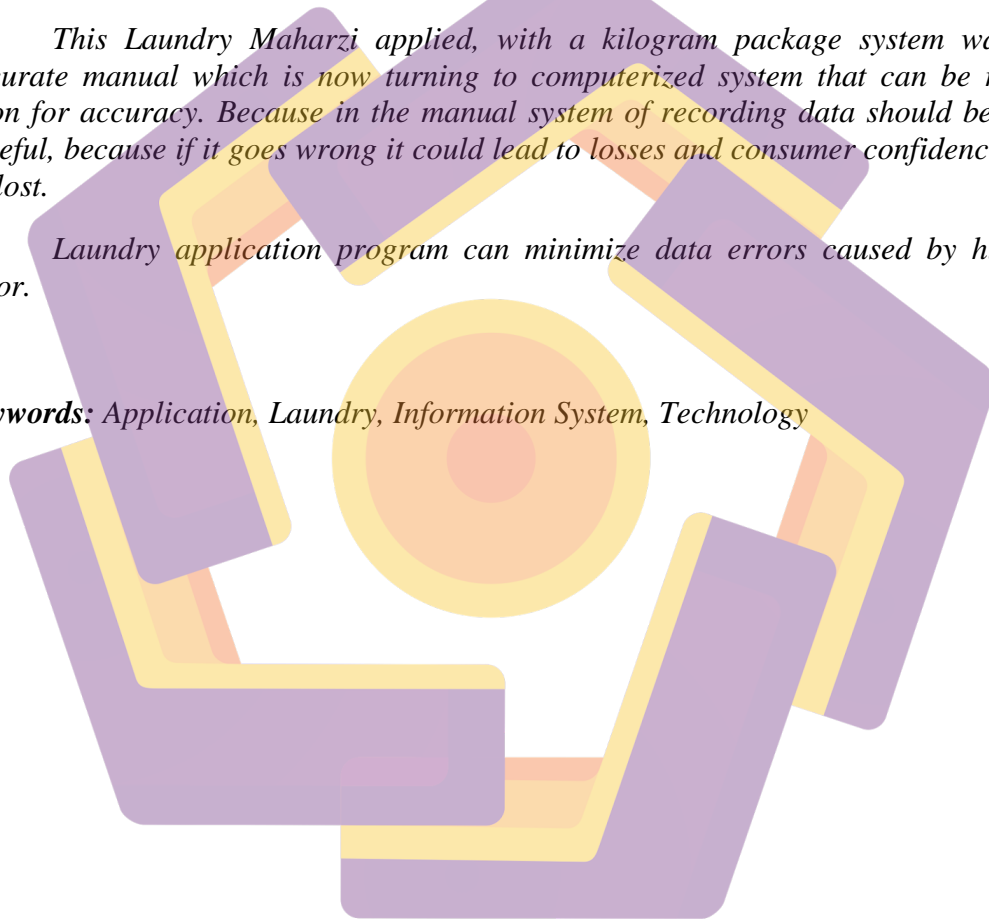 This Laundry Maharzi applied, with a kilogram package system wa
curate manual which is now turning to computerized system that can be r
on for accuracy. Because in the manual system of recording data should be
eful, because if it goes wrong it could lead to losses and consumer confidenc
lost.
Laundry application program can minimize data errors caused by h
or.
ywords: Application, Laundry, Information System, Technology